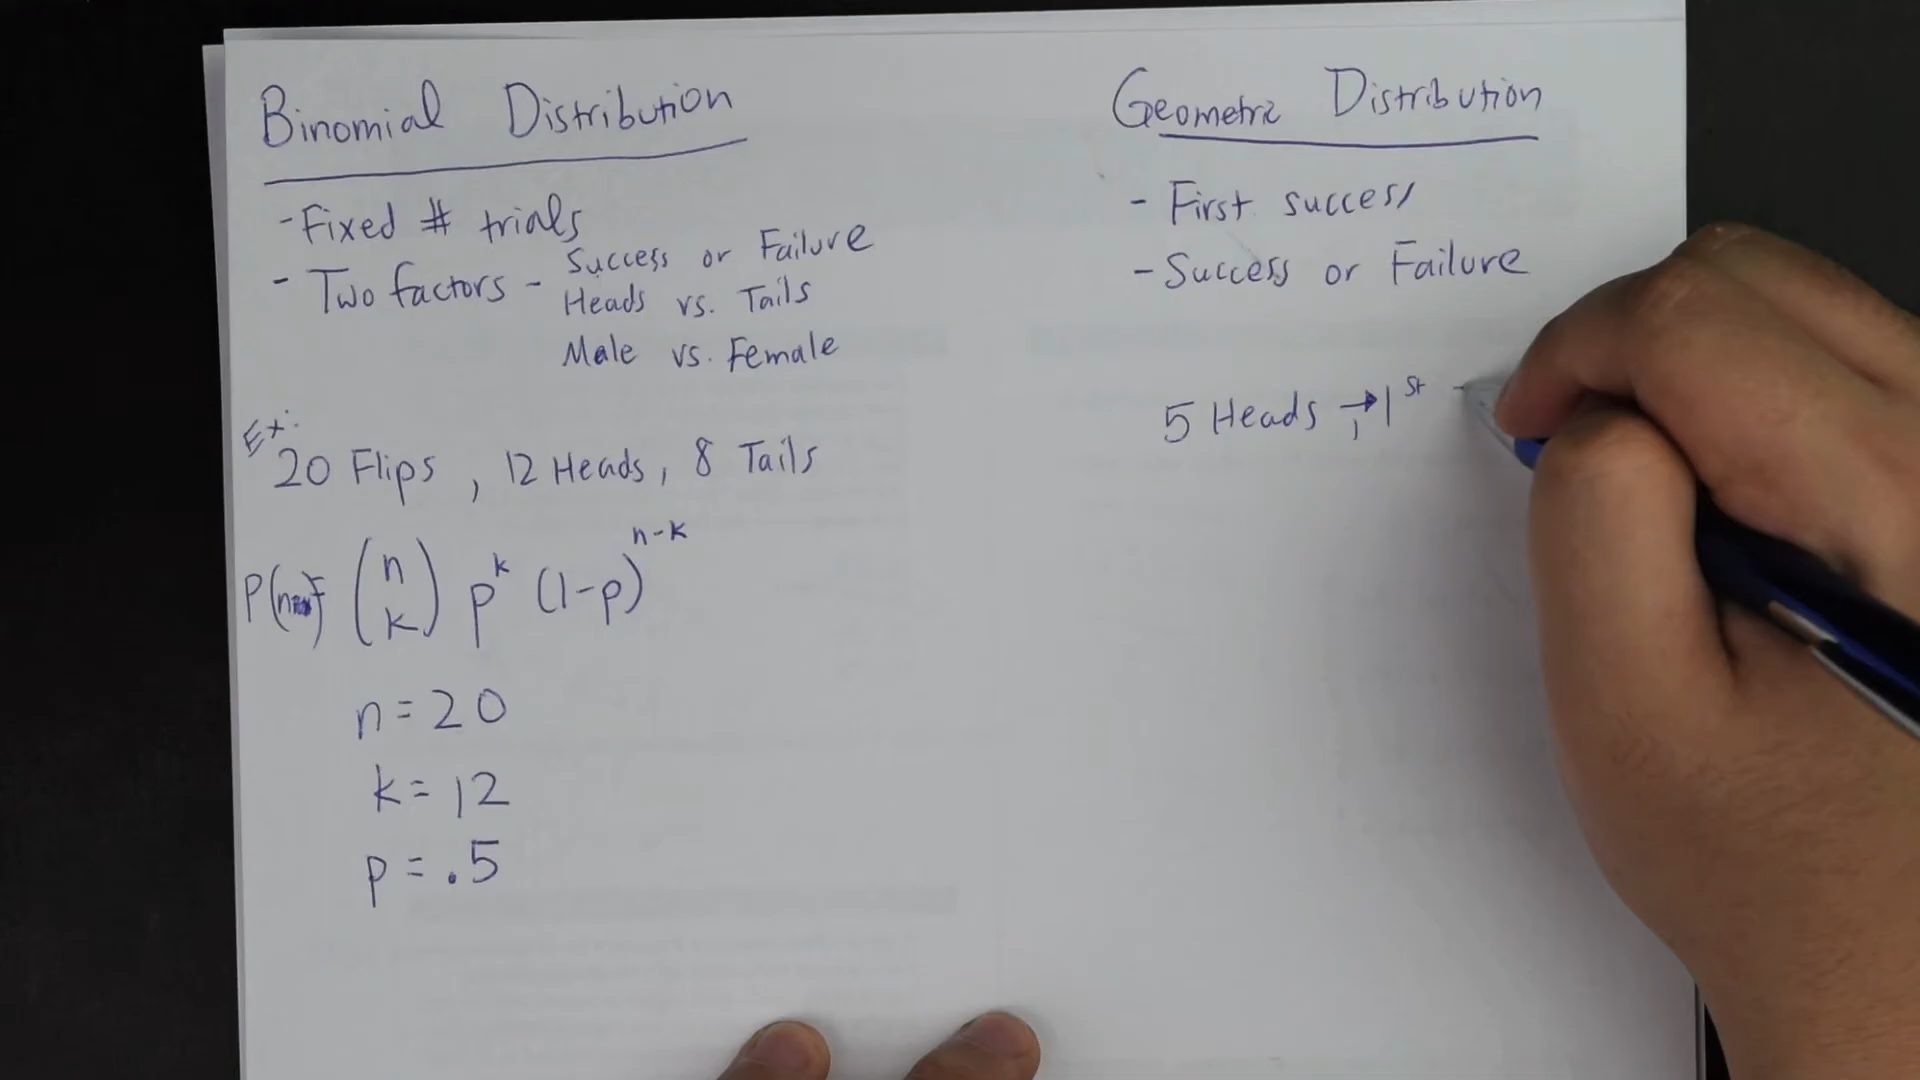 Binomial Distribution
- Fixed # trials
- Two factors - Success or Failure
Heads vs. Tails
Male vs. Female
Ex:
20 Flips, 12 Heads, 8 Tails
(n k) p^k (1-p)^n-k
n = 20
k = 12
p = .5
Geometric Distribution
- First success
- Success or Failure
5 Heads → 1st